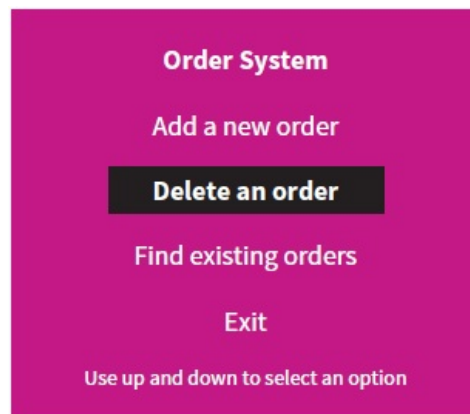 Order System
Add a new order
Delete an order
Find existing orders
Exit
Use up and down to select an option